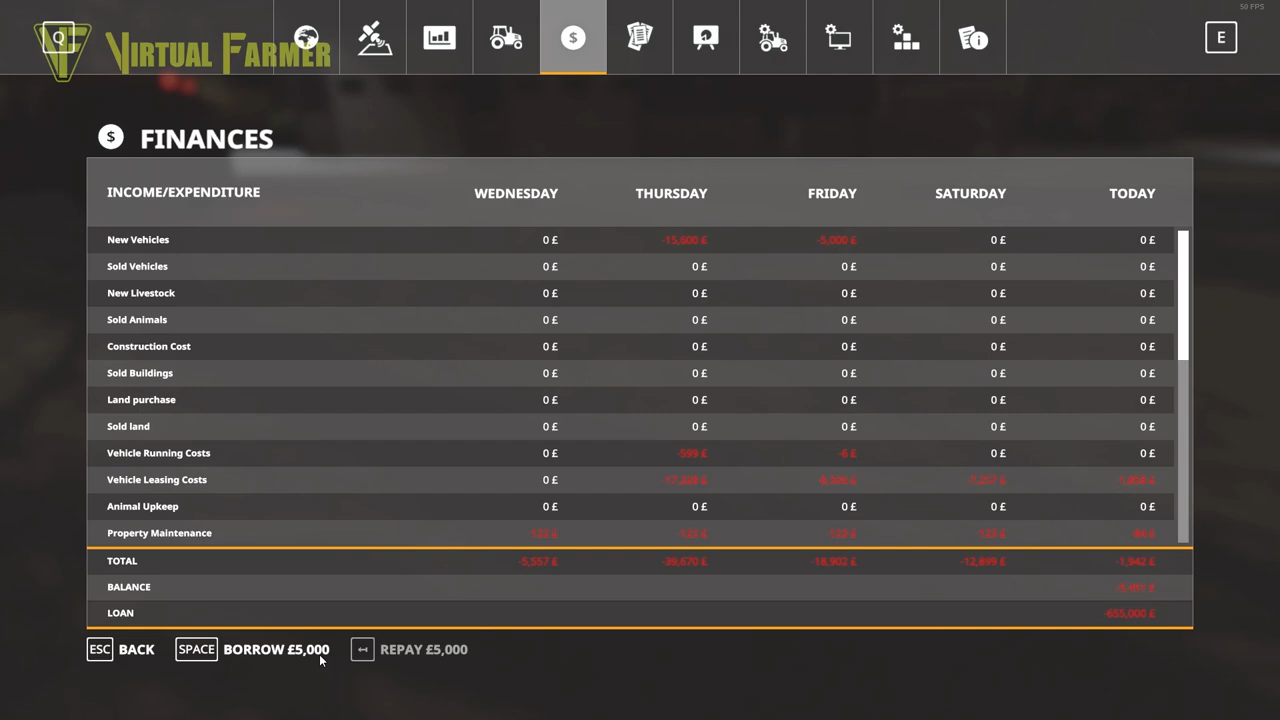 50 FPS
Q
VIRTUAL FARMER
$
E
$ FINANCES
INCOME/EXPENDITURE WEDNESDAY THURSDAY FRIDAY SATURDAY TODAY
New Vehicles 0 £ -15,600 £ -5,000 £ 0 £ 0 £
Sold Vehicles 0 £ 0 £ 0 £ 0 £ 0 £
New Livestock 0 £ 0 £ 0 £ 0 £ 0 £
Sold Animals 0 £ 0 £ 0 £ 0 £ 0 £
Construction Cost 0 £ 0 £ 0 £ 0 £ 0 £
Sold Buildings 0 £ 0 £ 0 £ 0 £ 0 £
Land purchase 0 £ 0 £ 0 £ 0 £ 0 £
Sold land 0 £ 0 £ 0 £ 0 £ 0 £
Vehicle Running Costs 0 £ -599 £ -6 £ 0 £ 0 £
Vehicle Leasing Costs 0 £
Animal Upkeep 0 £ 0 £ 0 £ 0 £ 0 £
Property Maintenance
TOTAL -5,557 £ -39,670 £ -18,902 £ -12,899 £ -1,942 £
BALANCE
LOAN -655,000 £
ESC BACK SPACE BORROW £5,000 REPAY £5,000